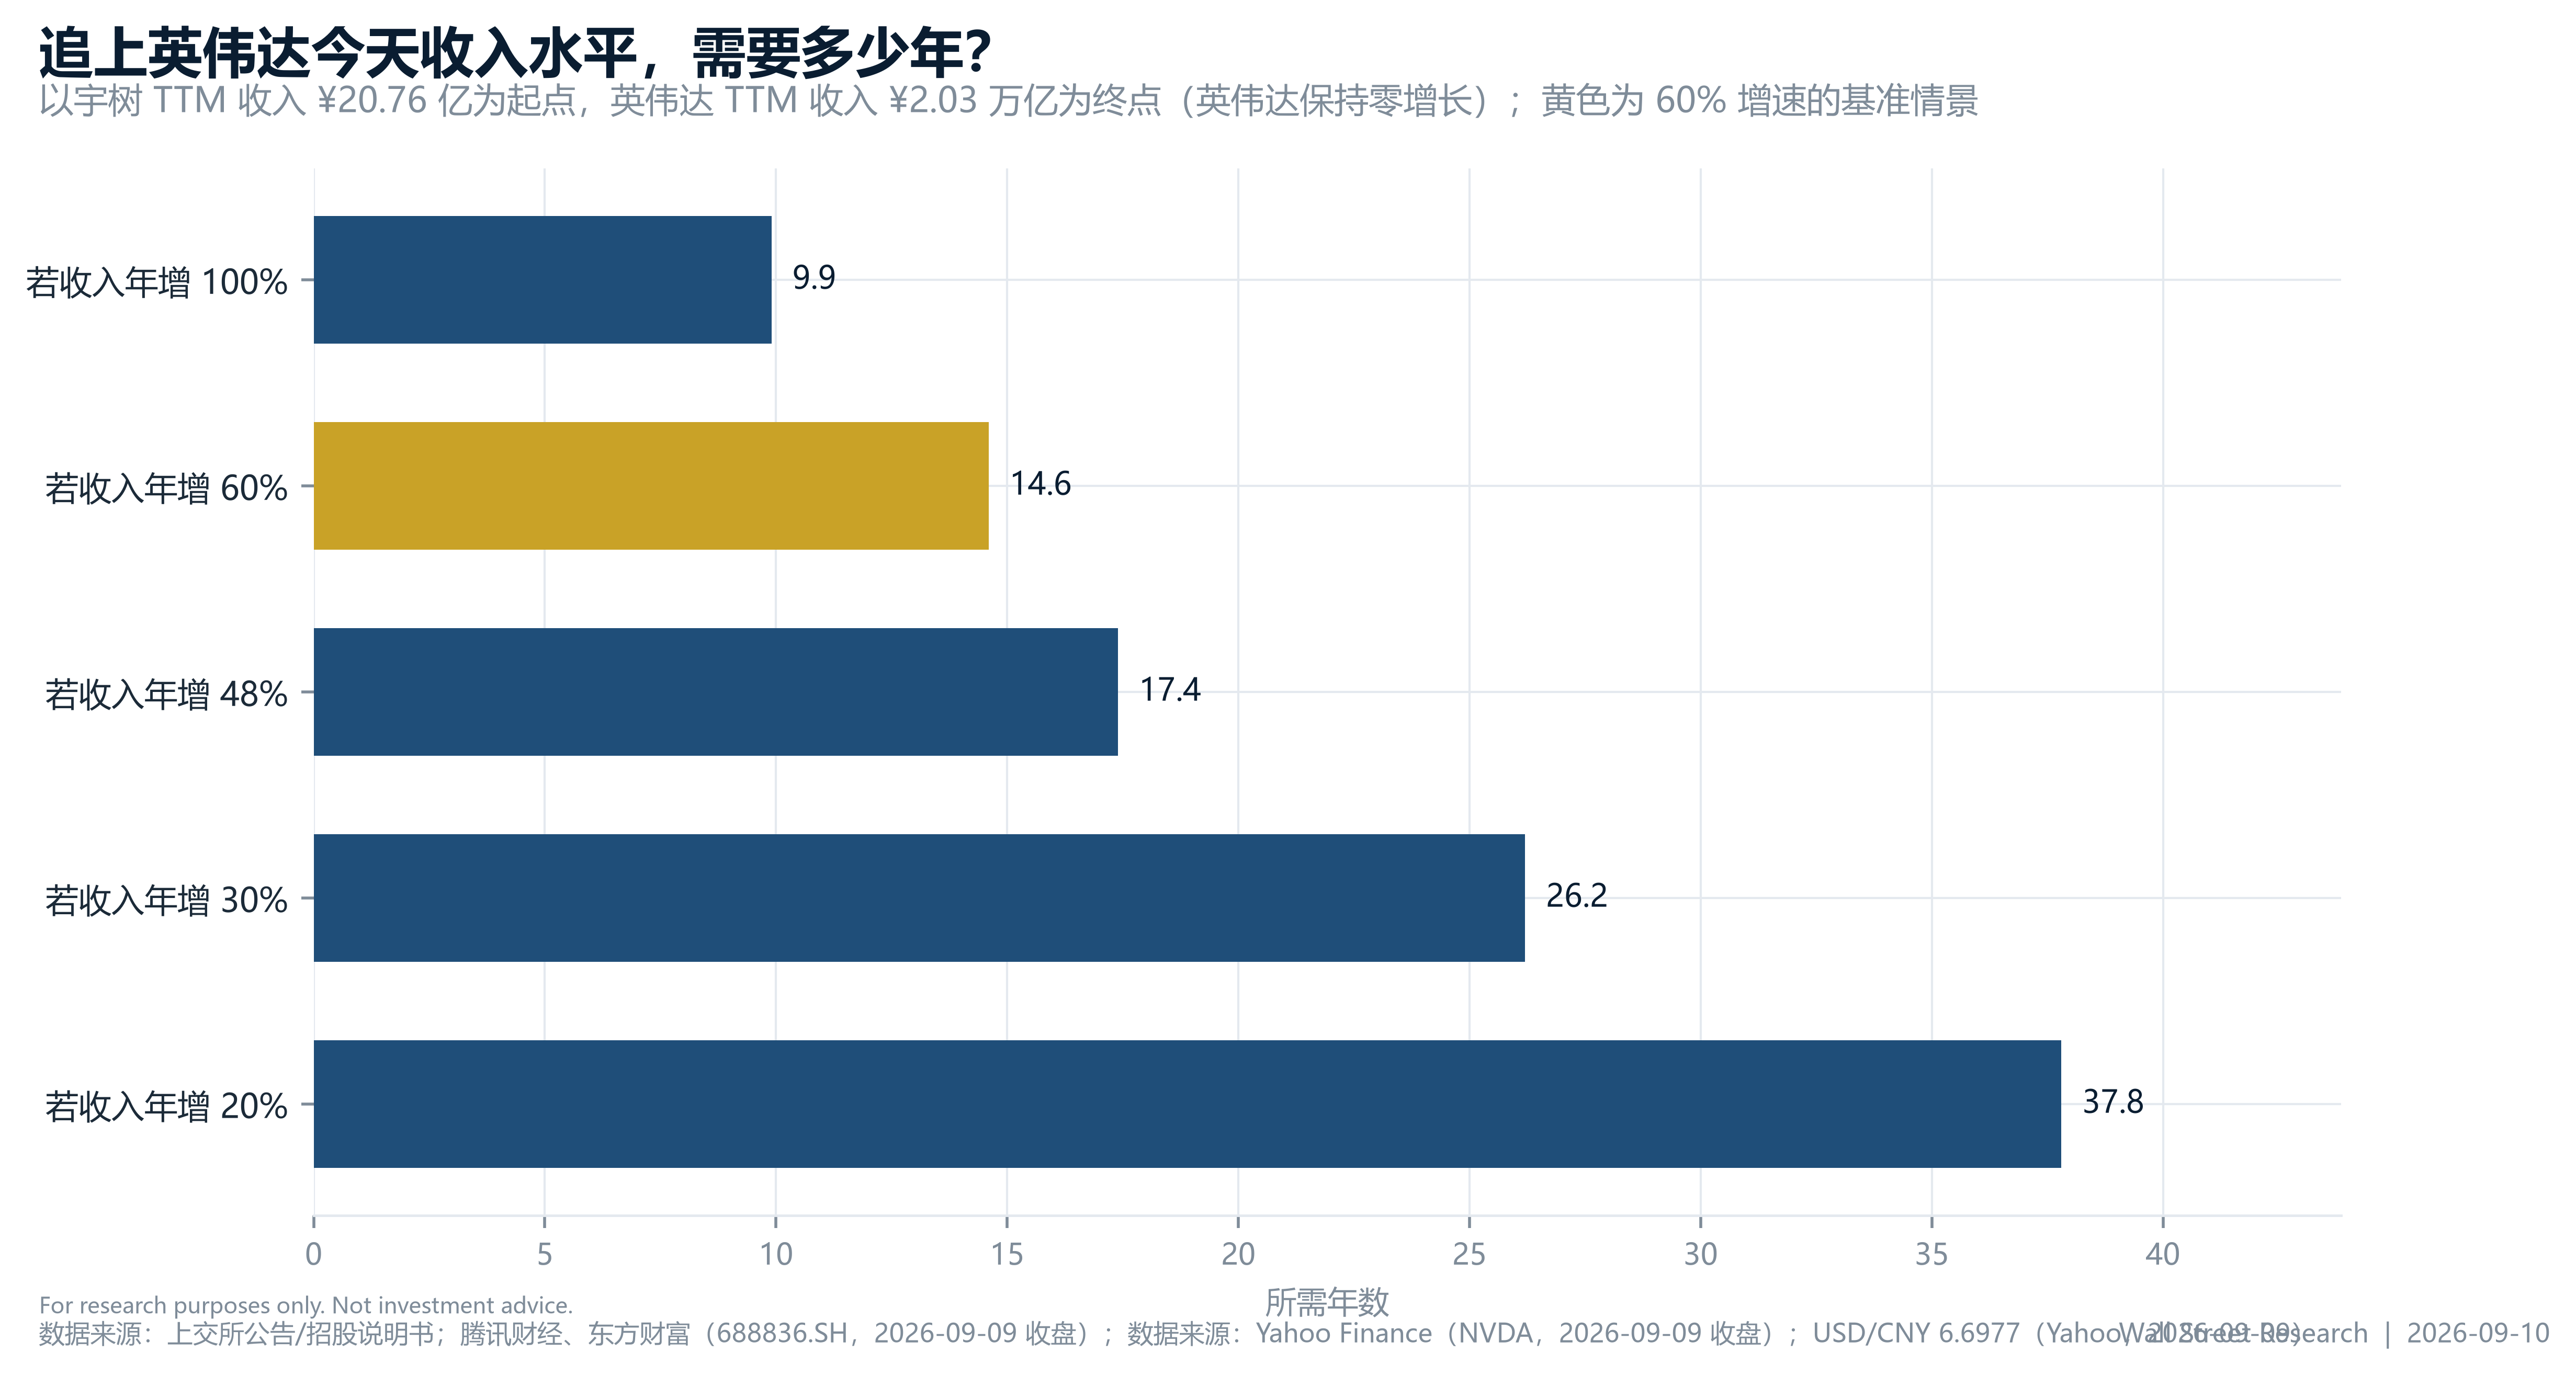 追上英伟达今天收入水平，需要多少年？
以宇树 TTM 收入 ¥20.76 亿为起点，英伟达 TTM 收入 ¥2.03 万亿为终点（英伟达保持零增长）；黄色为 60% 增速的基准情景
若收入年增 100%
9.9
若收入年增 60%
14.6
若收入年增 48%
17.4
若收入年增 30%
26.2
若收入年增 20%
37.8
0 5 10 15 20 25 30 35 40
所需年数
For research purposes only. Not investment advice.
数据来源：上交所公告/招股说明书；腾讯财经、东方财富（688836.SH，2026-09-09 收盘）；数据来源：Yahoo Finance（NVDA，2026-09-09 收盘）；USD/CNY 6.6977（Yahoo，2026-09-09）
Wall Street Research | 2026-09-10